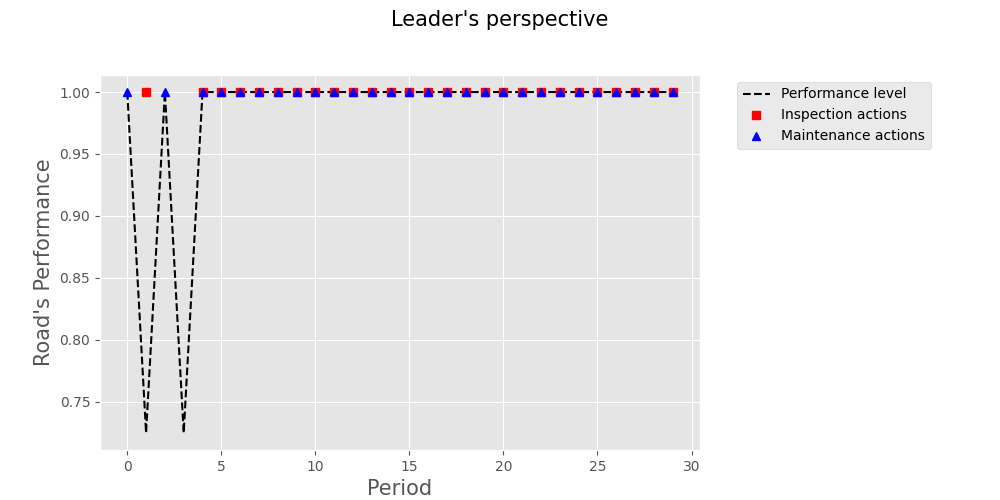 Leader's perspective
1.00
0.95
0.90
0.85
0.80
0.75
Road's Performance
0
5
10
15
20
25
30
Period
Performance level
Inspection actions
Maintenance actions